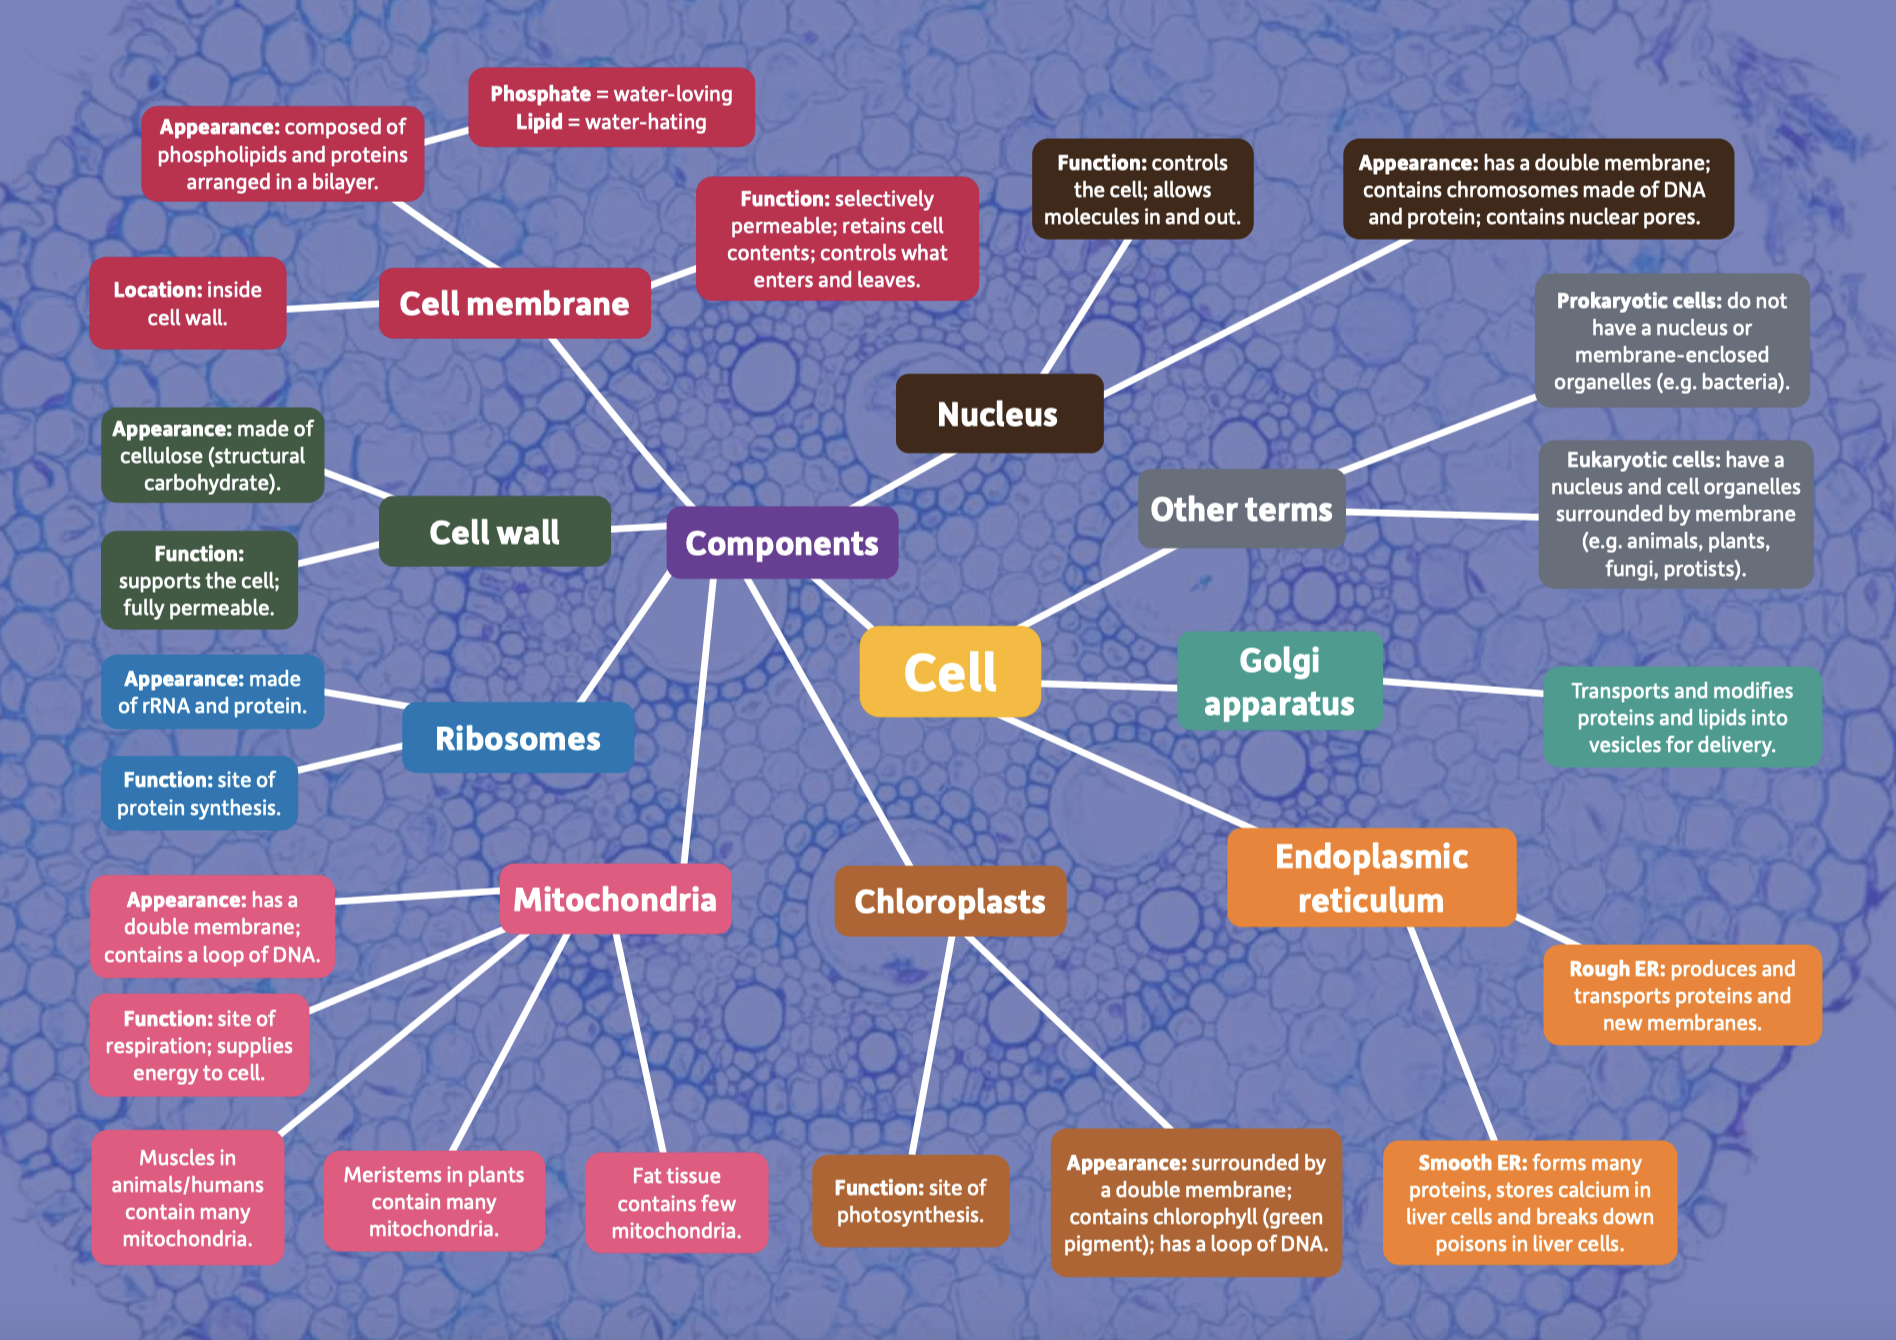 Phosphate = water-loving
Lipid = water-hating
Appearance: composed of
phospholipids and proteins
arranged in a bilayer.
Function: selectively
permeable; retains cell
contents; controls what
enters and leaves.
Location: inside
cell wall.
Cell membrane
Function: controls
the cell; allows
molecules in and out.
Appearance: has a double membrane;
contains chromosomes made of DNA
and protein; contains nuclear pores.
Nucleus
Prokaryotic cells: do not
have a nucleus or
membrane-enclosed
organelles (e.g. bacteria).
Eukaryotic cells: have a
nucleus and cell organelles
surrounded by membrane
(e.g. animals, plants,
fungi, protists).
Other terms
Appearance: made of
cellulose (structural
carbohydrate).
Function:
supports the cell;
fully permeable.
Cell wall
Components
Cell
Golgi
apparatus
Transports and modifies
proteins and lipids into
vesicles for delivery.
Appearance: made
of rRNA and protein.
Function: site of
protein synthesis.
Ribosomes
Endoplasmic
reticulum
Rough ER: produces and
transports proteins and
new membranes.
Smooth ER: forms many
proteins, stores calcium in
liver cells and breaks down
poisons in liver cells.
Mitochondria
Appearance: has a
double membrane;
contains a loop of DNA.
Function: site of
respiration; supplies
energy to cell.
Muscles in
animals/humans
contain many
mitochondria.
Meristems in plants
contain many
mitochondria.
Fat tissue
contains few
mitochondria.
Chloroplasts
Function: site of
photosynthesis.
Appearance: surrounded by
a double membrane;
contains chlorophyll (green
pigment); has a loop of DNA.